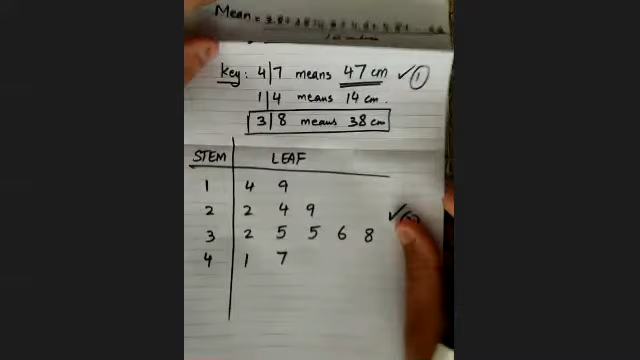 Mean =
Key: 4|7 means 47 cm ✓①
1|4 means 14 cm.
3|8 means 38 cm
STEM | LEAF
1 | 4 9
2 | 2 4 9
3 | 2 5 5 6 8
4 | 1 7